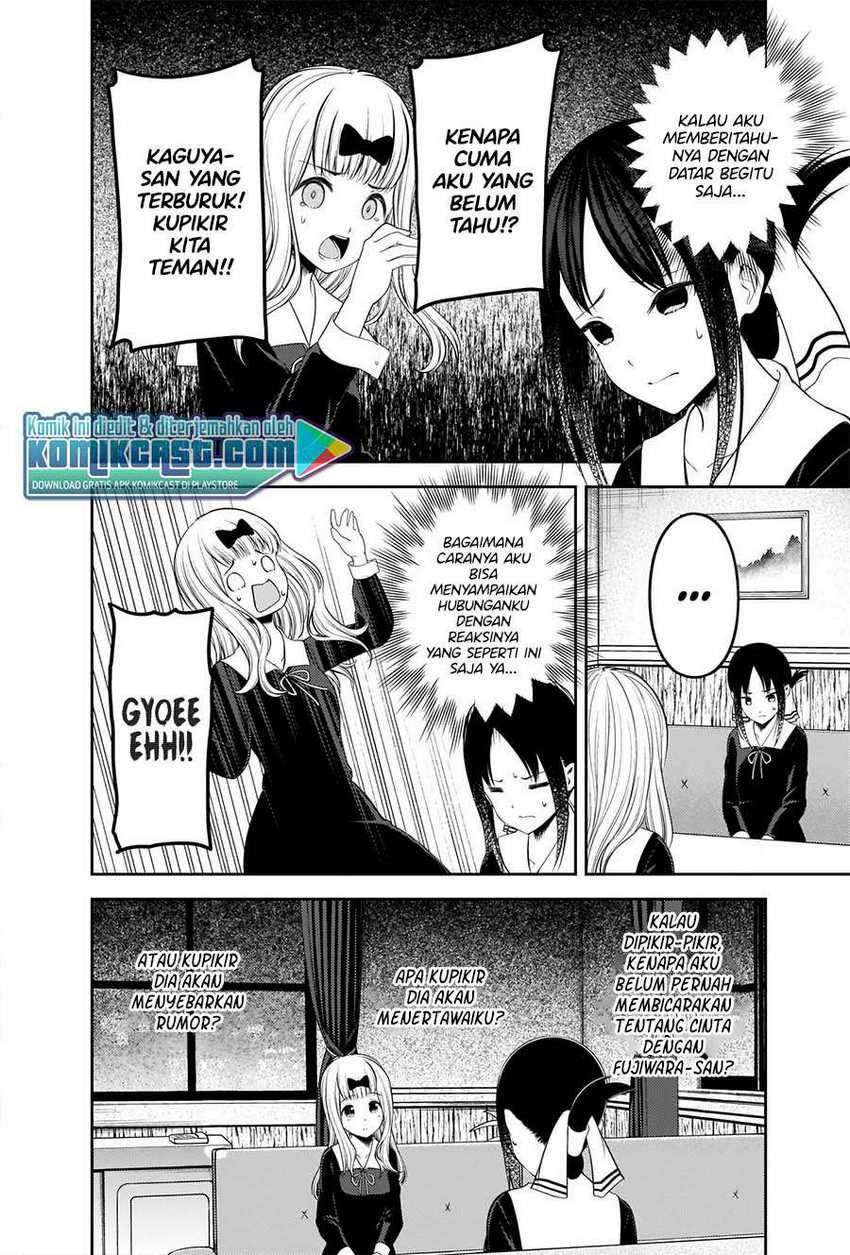 KALAU AKU
MEMBERITAHU-
NYA DENGAN
DATAR BEGITU
SAJA...
KENAPA
CUMA
AKU YANG
BELUM
TAHU!?
KAGUYA-
SAN YANG
TERBURUK!
KUPIKIR
KITA
TEMAN!!
Komik ini diedit & diterjemahkan oleh
KOMIKCAST.COM
DOWNLOAD GRATIS APK KOMIKCAST DI PLAYSTORE
...
BAGAIMANA
CARANYA AKU
BISA
MENYAMPAIKAN
HUBUNGANKU
DENGAN
REAKSINYA
YANG SEPERTI INI
SAJA YA...
GYOEE
EHH!!
KALAU
DIPIKIR-PIKIR,
KENAPA AKU
BELUM PERNAH
MEMBICARAKAN
TENTANG CINTA
DENGAN
FUJIWARA-SAN?
APA KUPIKIR
DIA AKAN
MENERTAWAIKU?
ATAU KUPIKIR
DIA AKAN
MENYEBARKAN
RUMOR?